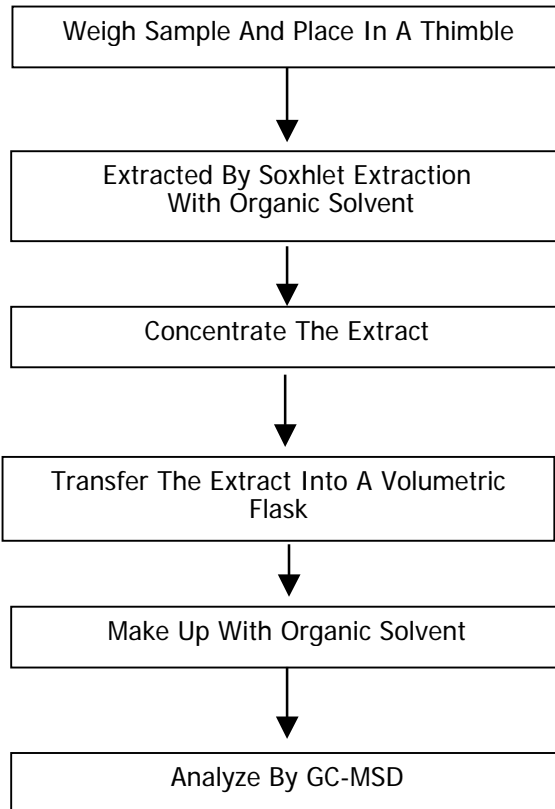 Weigh Sample And Place In A Thimble
Extracted By Soxhlet Extraction
With Organic Solvent
Concentrate The Extract
Transfer The Extract Into A Volumetric
Flask
Make Up With Organic Solvent
Analyze By GC-MSD